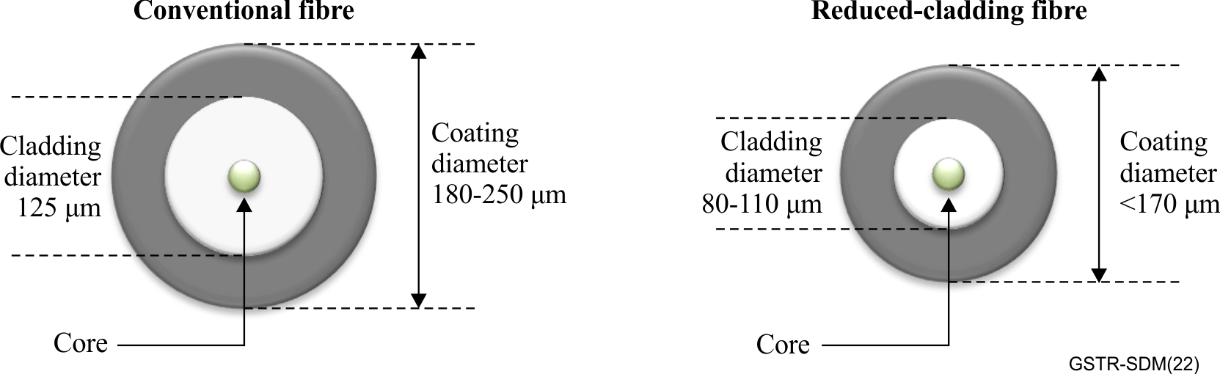 Conventional fibre
Reduced-cladding fibre
Cladding
diameter
125 μm
Coating
diameter
180-250 μm
Core
Cladding
diameter
80-110 μm
Coating
diameter
<170 μm
Core
GSTR-SDM(22)